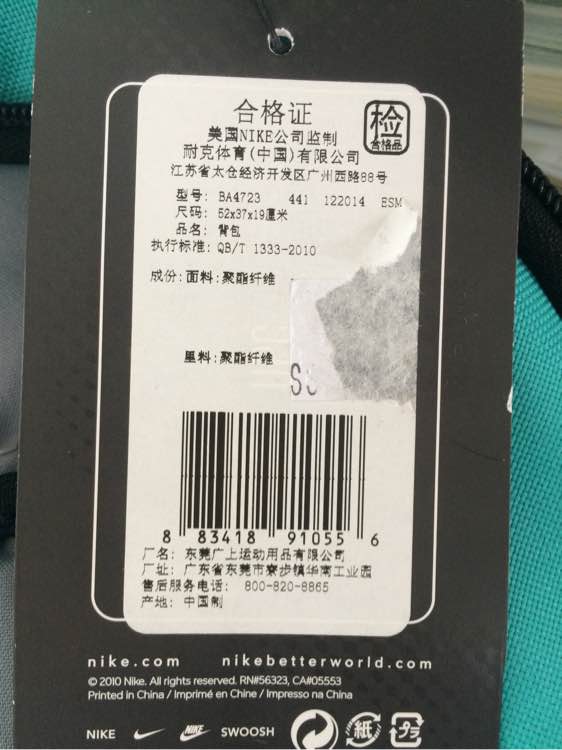 合格证
检
合格品
美国NIKE公司监制
耐克体育(中国)有限公司
江苏省太仓经济开发区广州西路88号
型号: BA4723 441 122014 ESM
尺码: 52x37x19厘米
品名: 背包
执行标准: QB/T 1333-2010
成份: 面料: 聚酯纤维
里料: 聚酯纤维
8 83418 91055 6
厂名: 东莞广上运动用品有限公司
厂址: 广东省东莞市寮步镇华南工业园
售后服务电话: 800-820-8865
产地: 中国制
nike.com nikebetterworld.com
© 2010 Nike. All rights reserved. RN#56323, CA#05553
Printed in China / Imprimé en Chine / Impresso na China
NIKE NIKE SWOOSH 紙 プラ